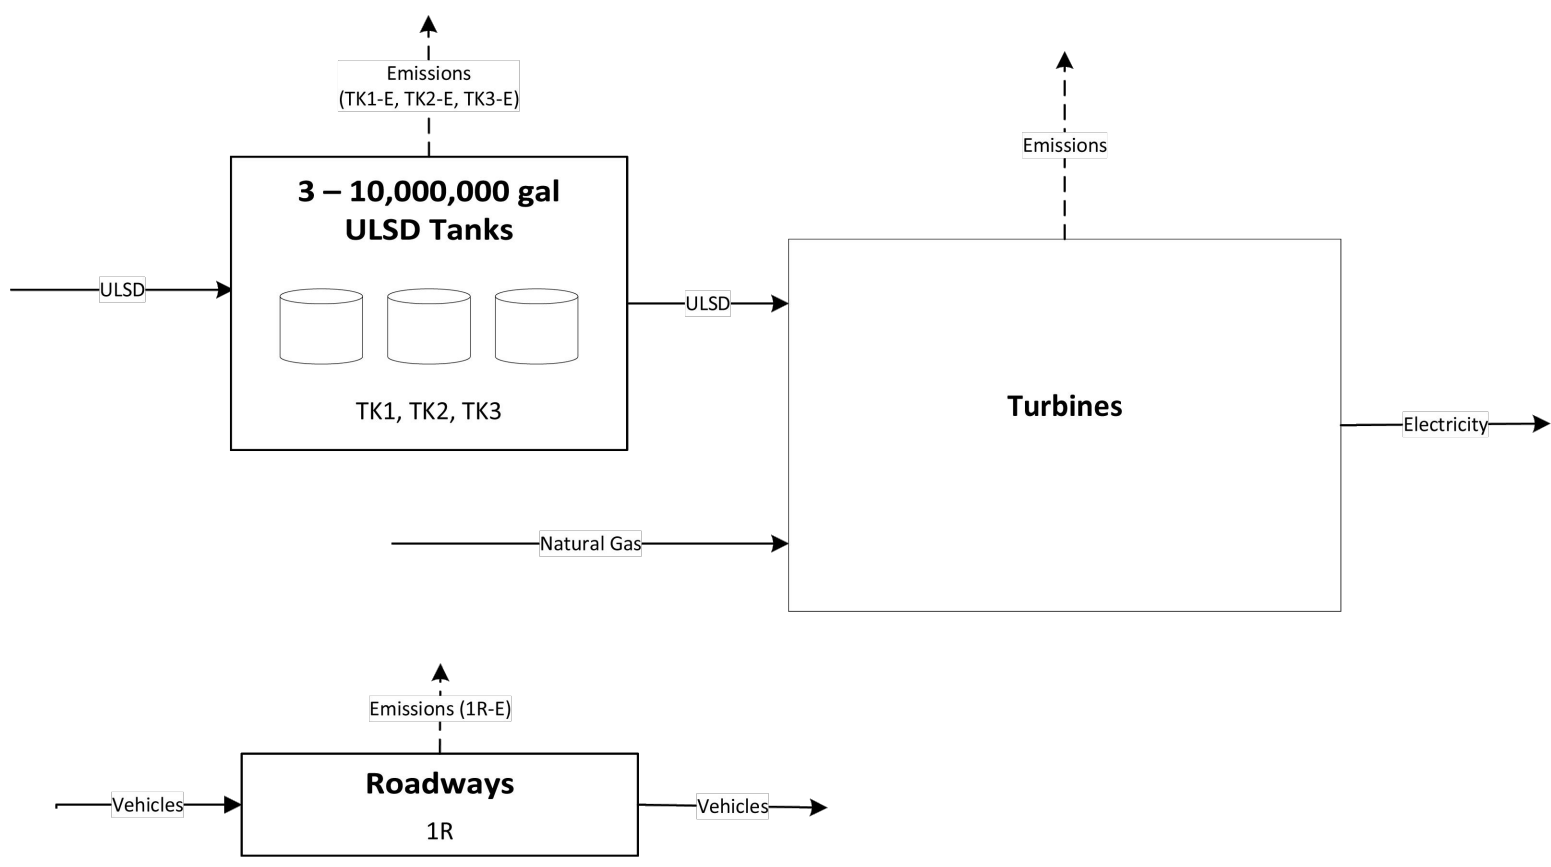 Emissions
(TK1-E, TK2-E, TK3-E)
Emissions
3 – 10,000,000 gal
ULSD Tanks
ULSD
ULSD
TK1, TK2, TK3
Turbines
Electricity
Natural Gas
Emissions (1R-E)
Roadways
Vehicles
Vehicles
1R